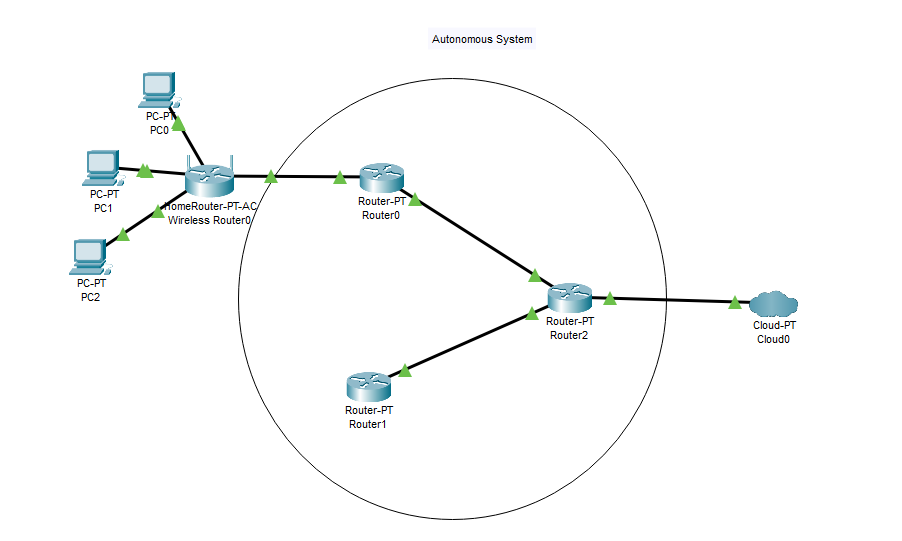 Autonomous System
PC-PT
PC0
PC-PT
PC1
HomeRouter-PT-AC
Wireless Router0
Router-PT
Router0
PC-PT
PC2
Router-PT
Router2
Cloud-PT
Cloud0
Router-PT
Router1